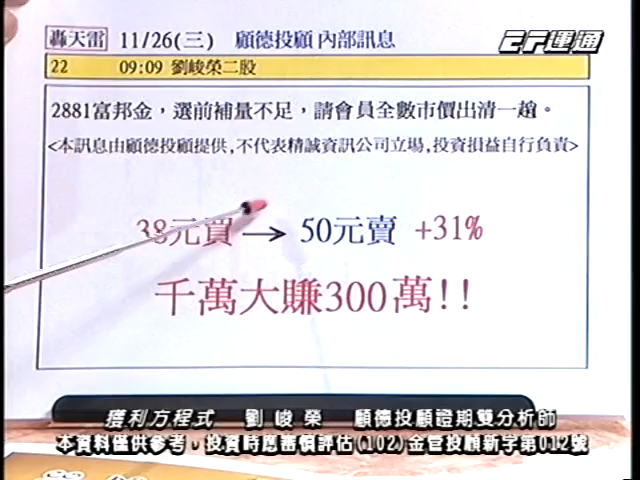 轟天雷 11/26(三) 顧德投顧 內部訊息
運通
22 09:09 劉峻榮二股
2881富邦金，選前補量不足，請會員全數市價出清一趟。
<本訊息由顧德投顧提供,不代表精誠資訊公司立場,投資損益自行負責>
38元買 → 50元賣 +31%
千萬大賺300萬!!
獲利方程式 劉峻榮 顧德投顧證期雙分析師
本資料僅供參考，投資時應審慎評估(102)金管投顧新字第012號